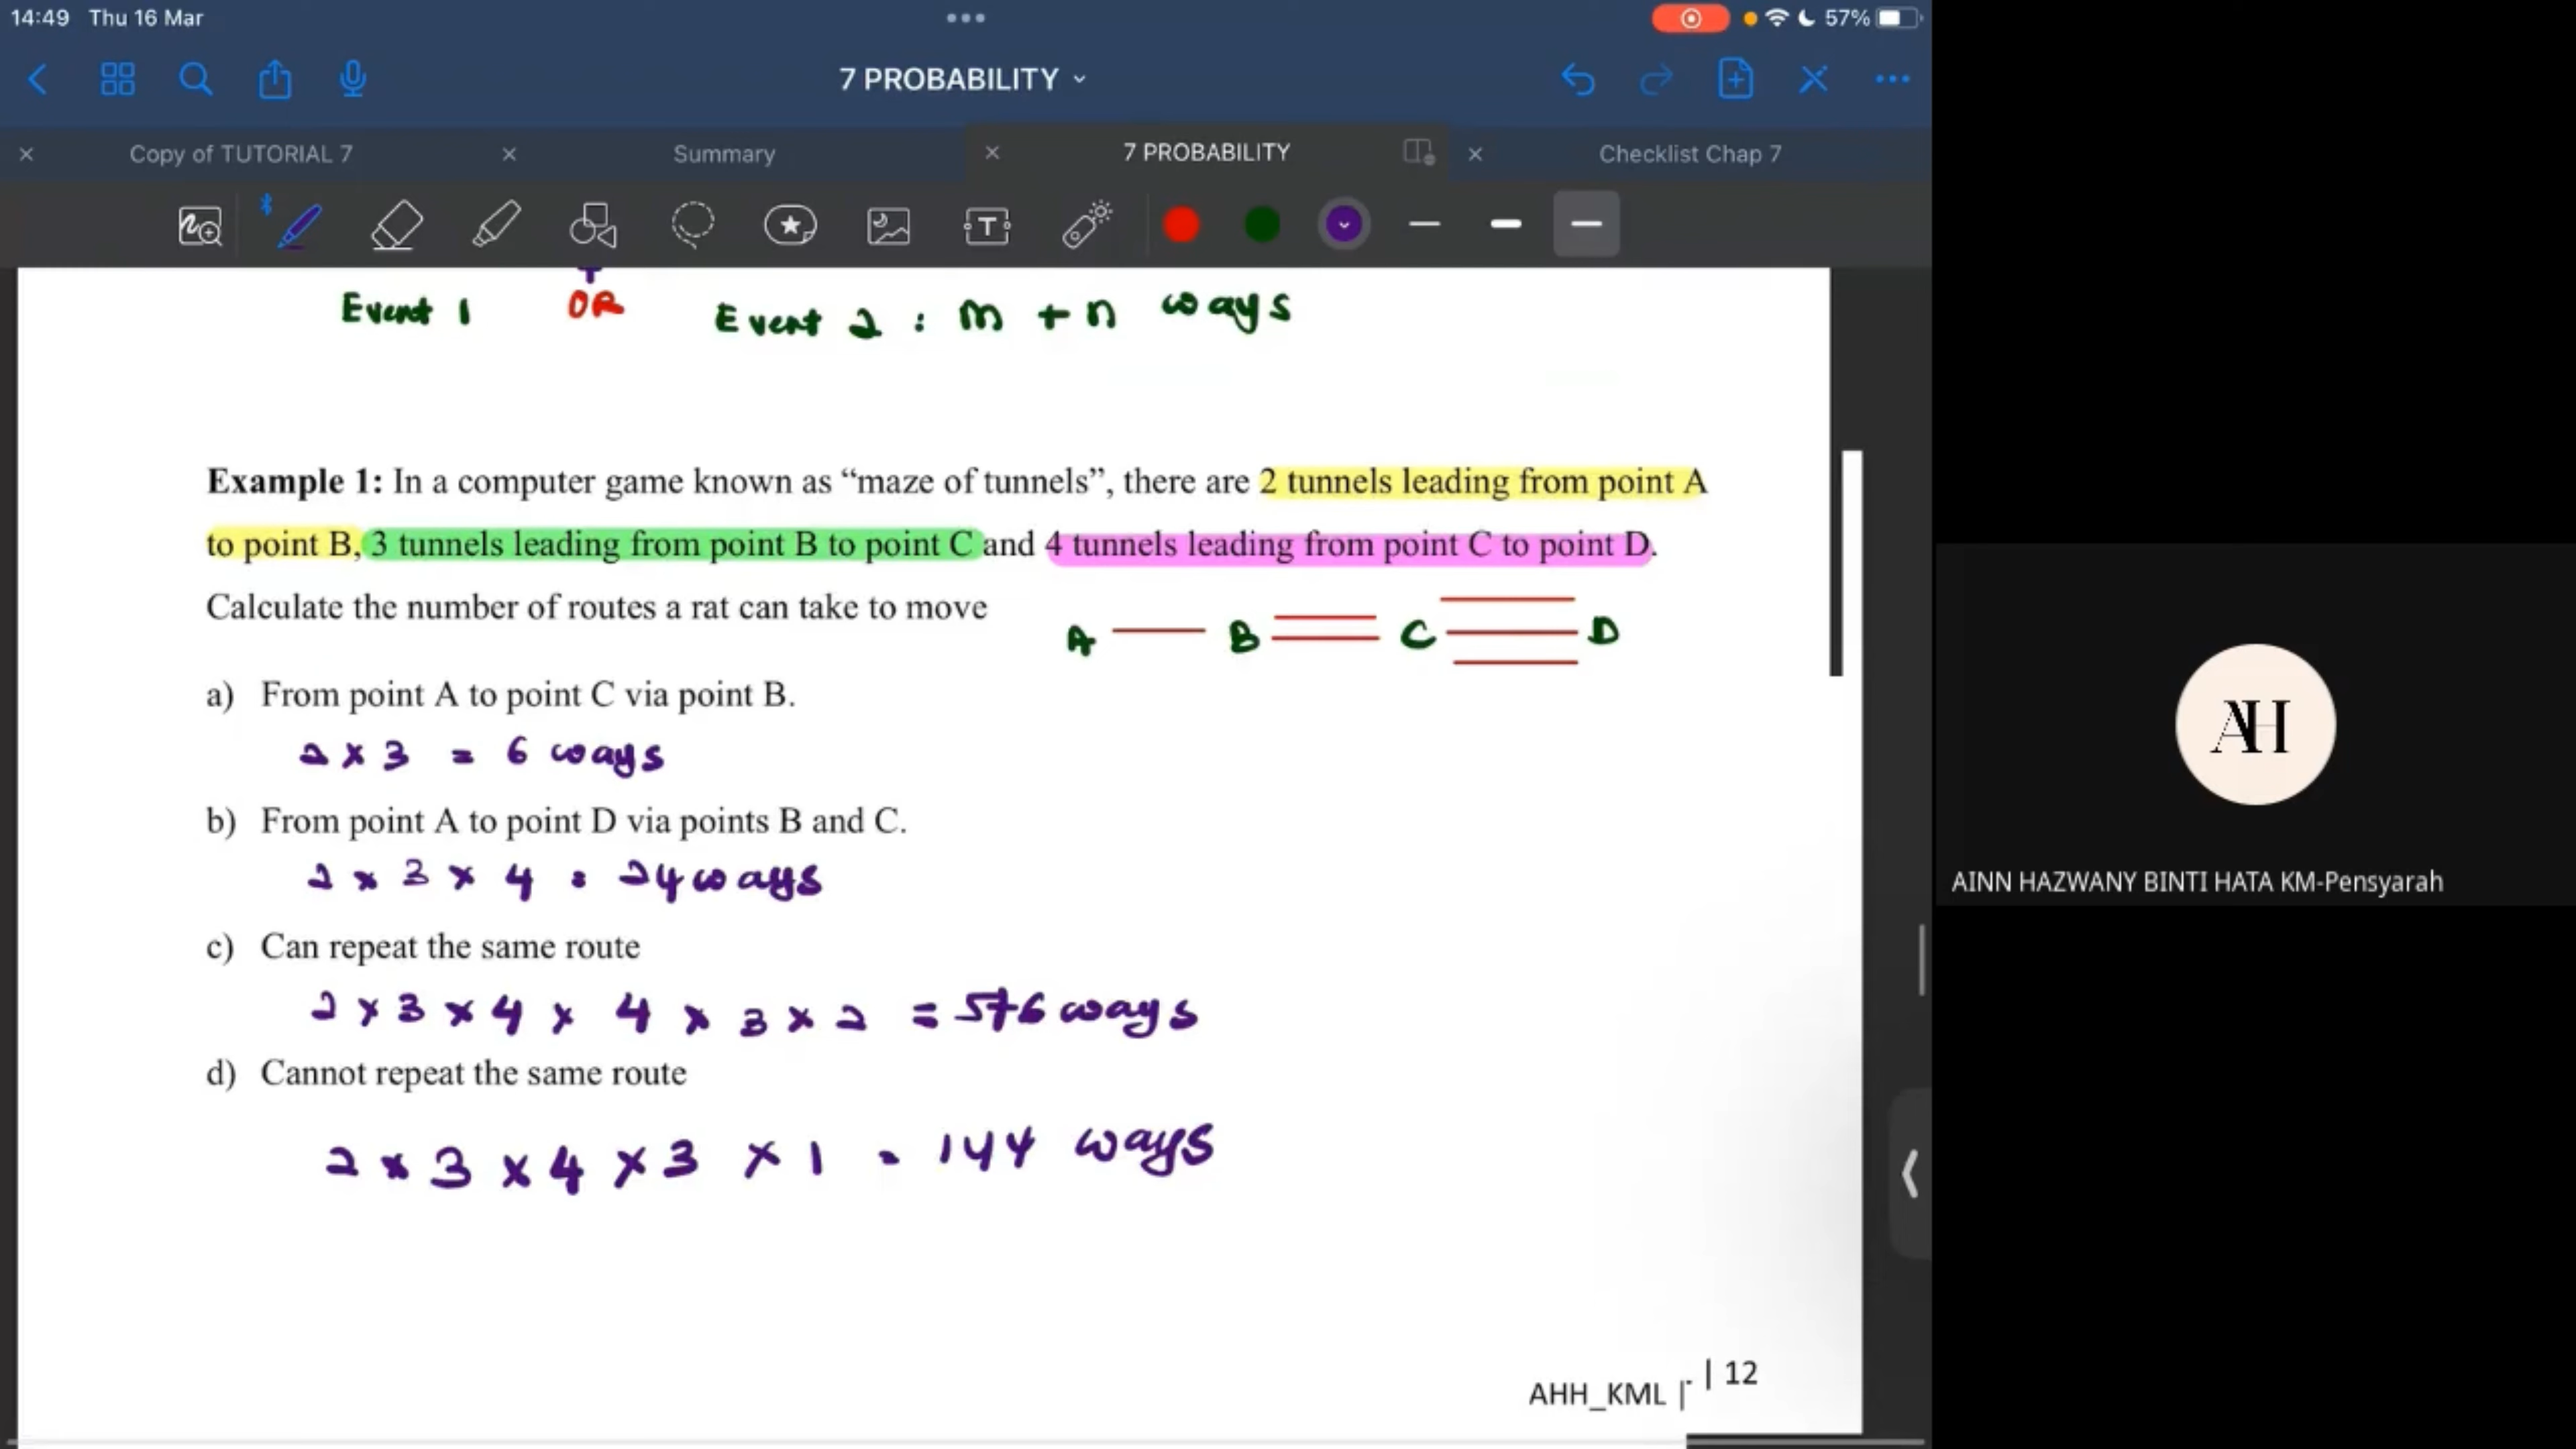 14:49 Thu 16 Mar
57%
7 PROBABILITY
Copy of TUTORIAL 7
Summary
7 PROBABILITY
Checklist Chap 7
T
Event 1 OR Event 2 : m + n ways
Example 1: In a computer game known as “maze of tunnels”, there are 2 tunnels leading from point A
to point B, 3 tunnels leading from point B to point C and 4 tunnels leading from point C to point D.
Calculate the number of routes a rat can take to move
A B C D
a) From point A to point C via point B.
2 × 3 = 6 ways
b) From point A to point D via points B and C.
2 × 3 × 4 = 24 ways
c) Can repeat the same route
2 × 3 × 4 × 4 × 3 × 2 = 576 ways
d) Cannot repeat the same route
2 × 3 × 4 × 3 × 1 = 144 ways
AHH_KML | . | 12
AH
AINN HAZWANY BINTI HATA KM-Pensyarah